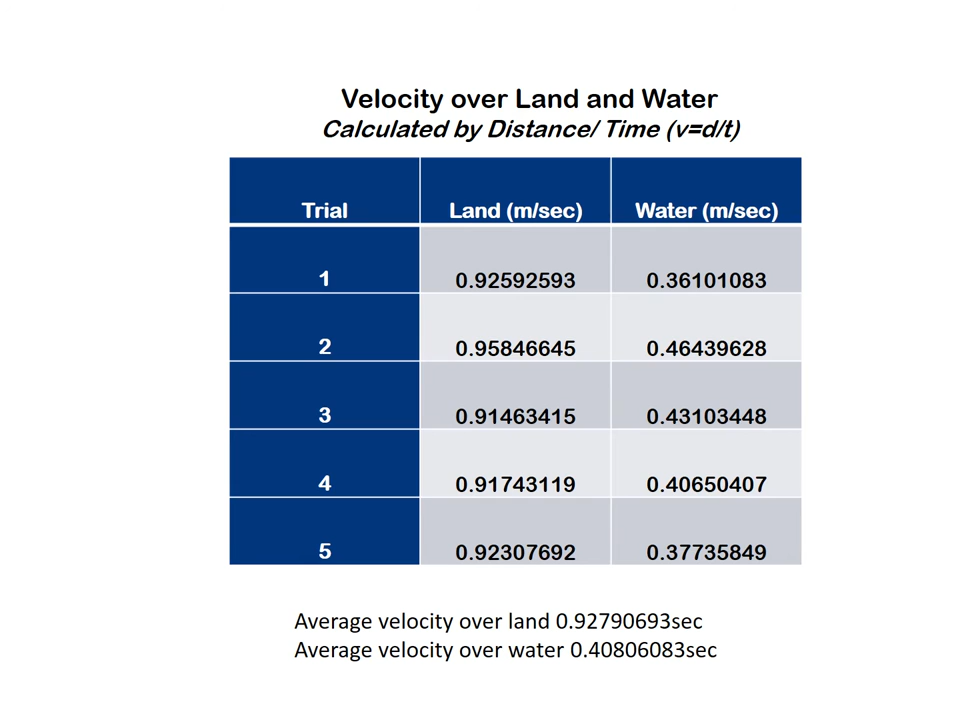 Velocity over Land and Water
Calculated by Distance/ Time (v=d/t)
Trial Land (m/sec) Water (m/sec)
1 0.92592593 0.36101083
2 0.95846645 0.46439628
3 0.91463415 0.43103448
4 0.91743119 0.40650407
5 0.92307692 0.37735849
Average velocity over land 0.92790693sec
Average velocity over water 0.40806083sec